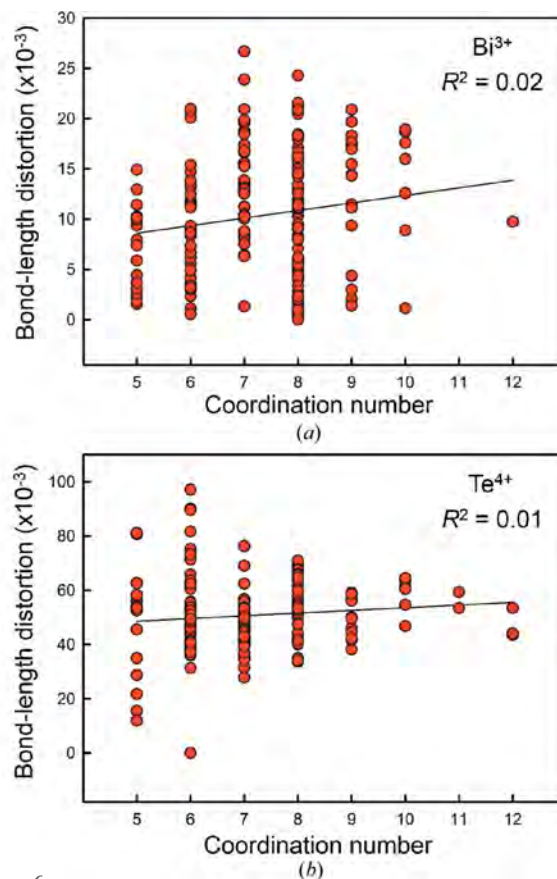 30
Bi3+
25
R2 = 0.02
20
15
10
5
0
Bond-length distortion (x10-3)
5 6 7 8 9 10 11 12
Coordination number
(a)
100
Te4+
80
R2 = 0.01
60
40
20
0
Bond-length distortion (x10-3)
5 6 7 8 9 10 11 12
Coordination number
(b)